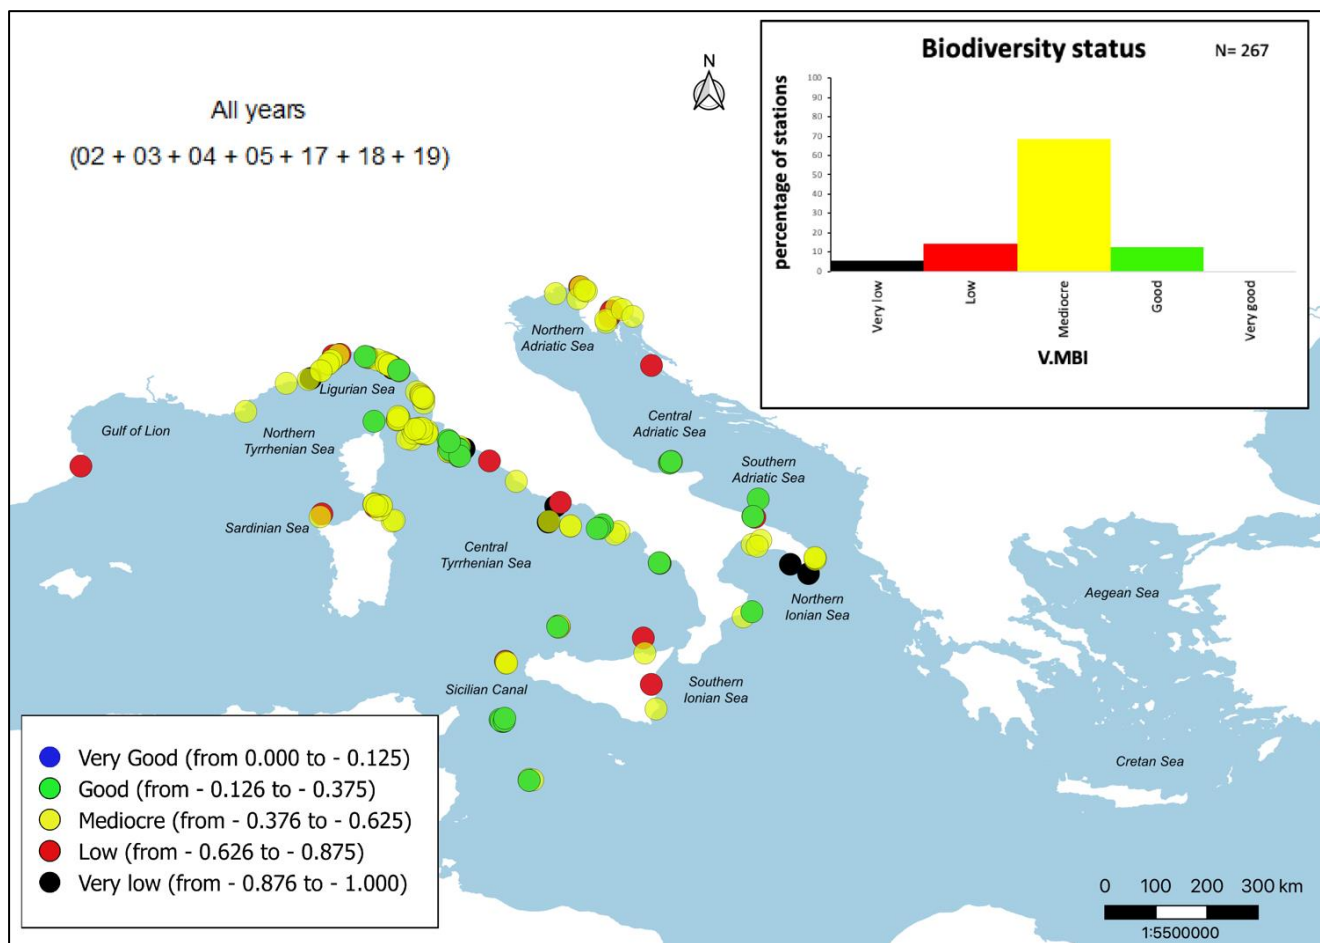 All years
(02 + 03 + 04 + 05 + 17 + 18 + 19)
N
Biodiversity status
N= 267
percentage of stations
100
90
80
70
60
50
40
30
20
10
0
Very low
Low
Mediocre
Good
Very good
V.MBI
Northern
Adriatic Sea
Ligurian Sea
Gulf of Lion
Northern
Tyrrhenian Sea
Central
Adriatic Sea
Southern
Adriatic Sea
Sardinian Sea
Central
Tyrrhenian Sea
Northern
Ionian Sea
Aegean Sea
Sicilian Canal
Southern
Ionian Sea
Cretan Sea
Very Good (from 0.000 to - 0.125)
Good (from - 0.126 to - 0.375)
Mediocre (from - 0.376 to - 0.625)
Low (from - 0.626 to - 0.875)
Very low (from - 0.876 to - 1.000)
0 100 200 300 km
1:5500000